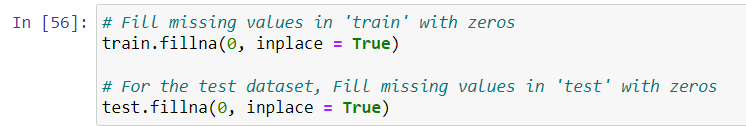 In [56]: # Fill missing values in 'train' with zeros
train.fillna(0, inplace = True)
# For the test dataset, Fill missing values in 'test' with zeros
test.fillna(0, inplace = True)